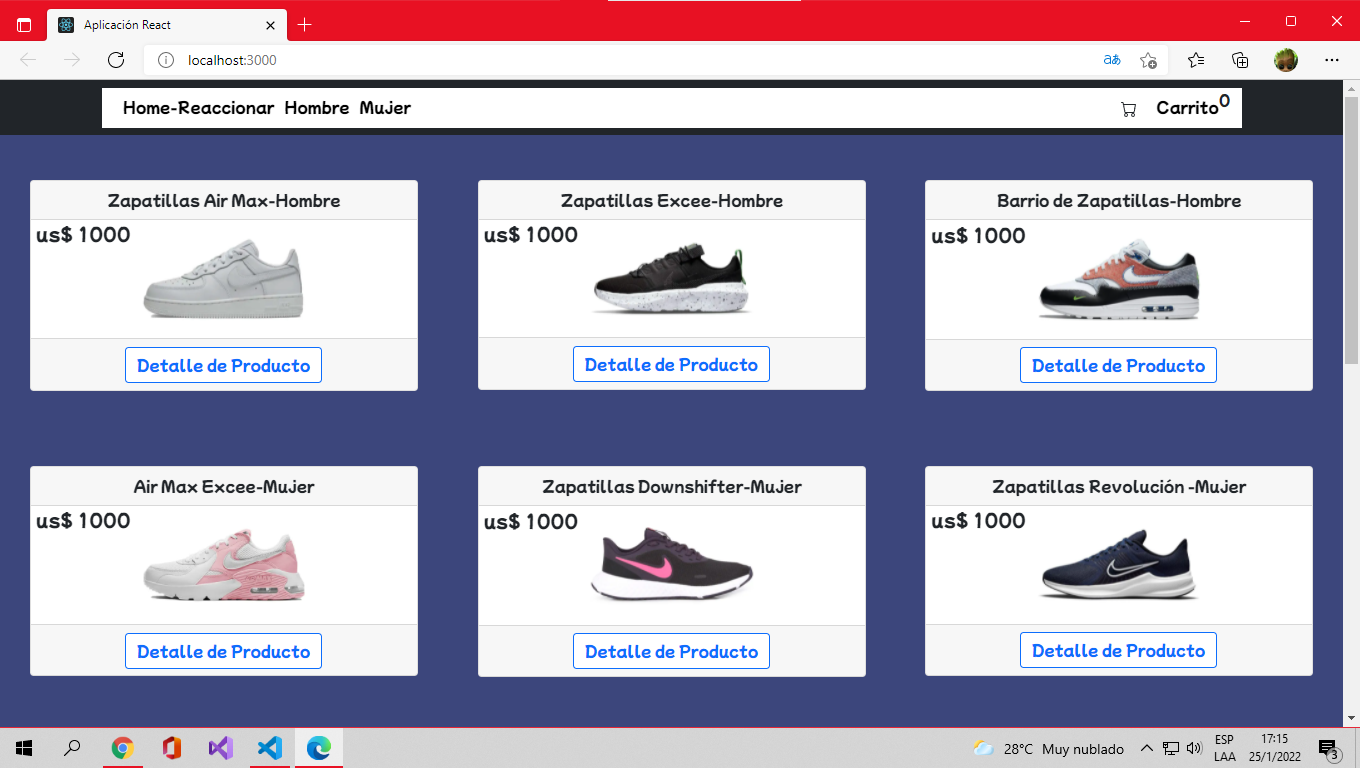 Aplicación React
localhost:3000
aあ
Home-Reaccionar Hombre Mujer
Carrito0
Zapatillas Air Max-Hombre
us$ 1000
Detalle de Producto
Zapatillas Excee-Hombre
us$ 1000
Detalle de Producto
Barrio de Zapatillas-Hombre
us$ 1000
Detalle de Producto
Air Max Excee-Mujer
us$ 1000
Detalle de Producto
Zapatillas Downshifter-Mujer
us$ 1000
Detalle de Producto
Zapatillas Revolución -Mujer
us$ 1000
Detalle de Producto
28°C Muy nublado
ESP
LAA
17:15
25/1/2022
3